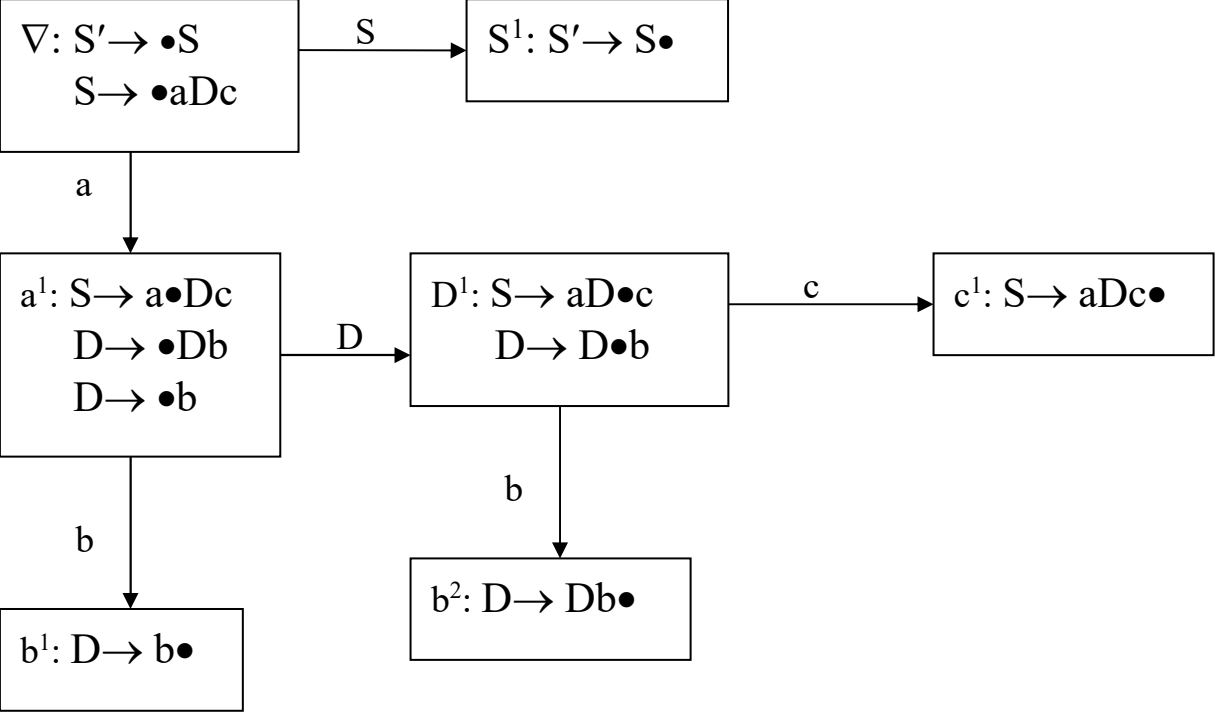 ∇: S′→ •S
S→ •aDc
S
S¹: S′→ S•
a
a¹: S→ a•Dc
D→ •Db
D→ •b
D
D¹: S→ aD•c
D→ D•b
c
c¹: S→ aDc•
b
b
b¹: D→ b•
b²: D→ Db•